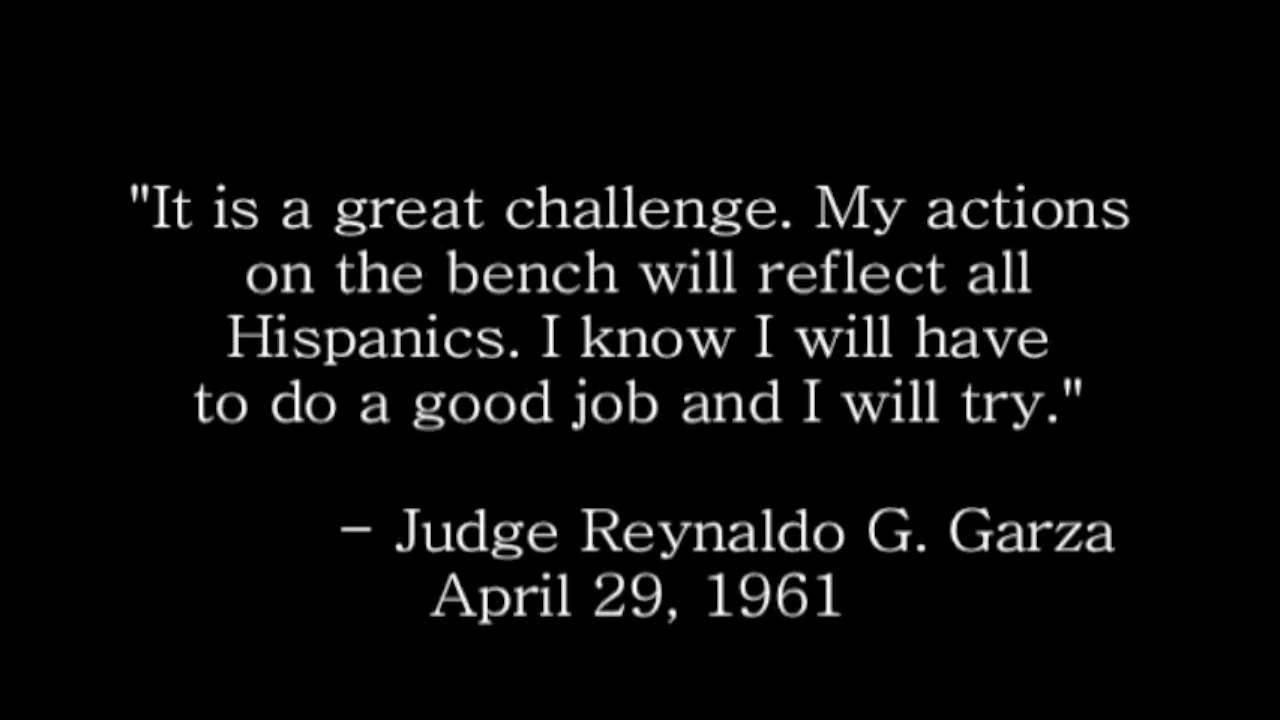 "It is a great challenge. My actions
on the bench will reflect all
Hispanics. I know I will have
to do a good job and I will try."
– Judge Reynaldo G. Garza
April 29, 1961